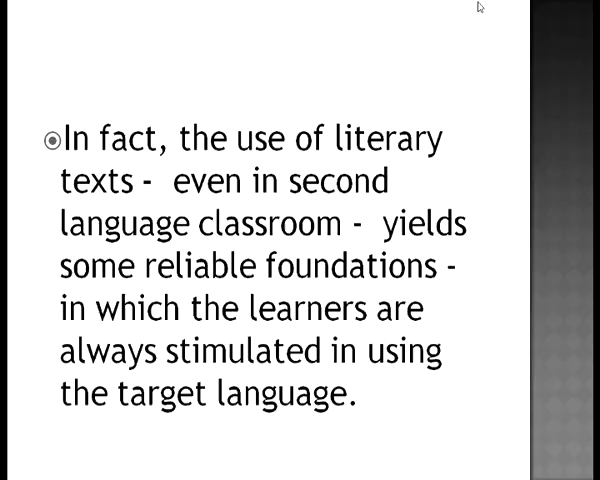 In fact, the use of literary
texts -  even in second
language classroom -  yields
some reliable foundations -
in which the learners are
always stimulated in using
the target language.